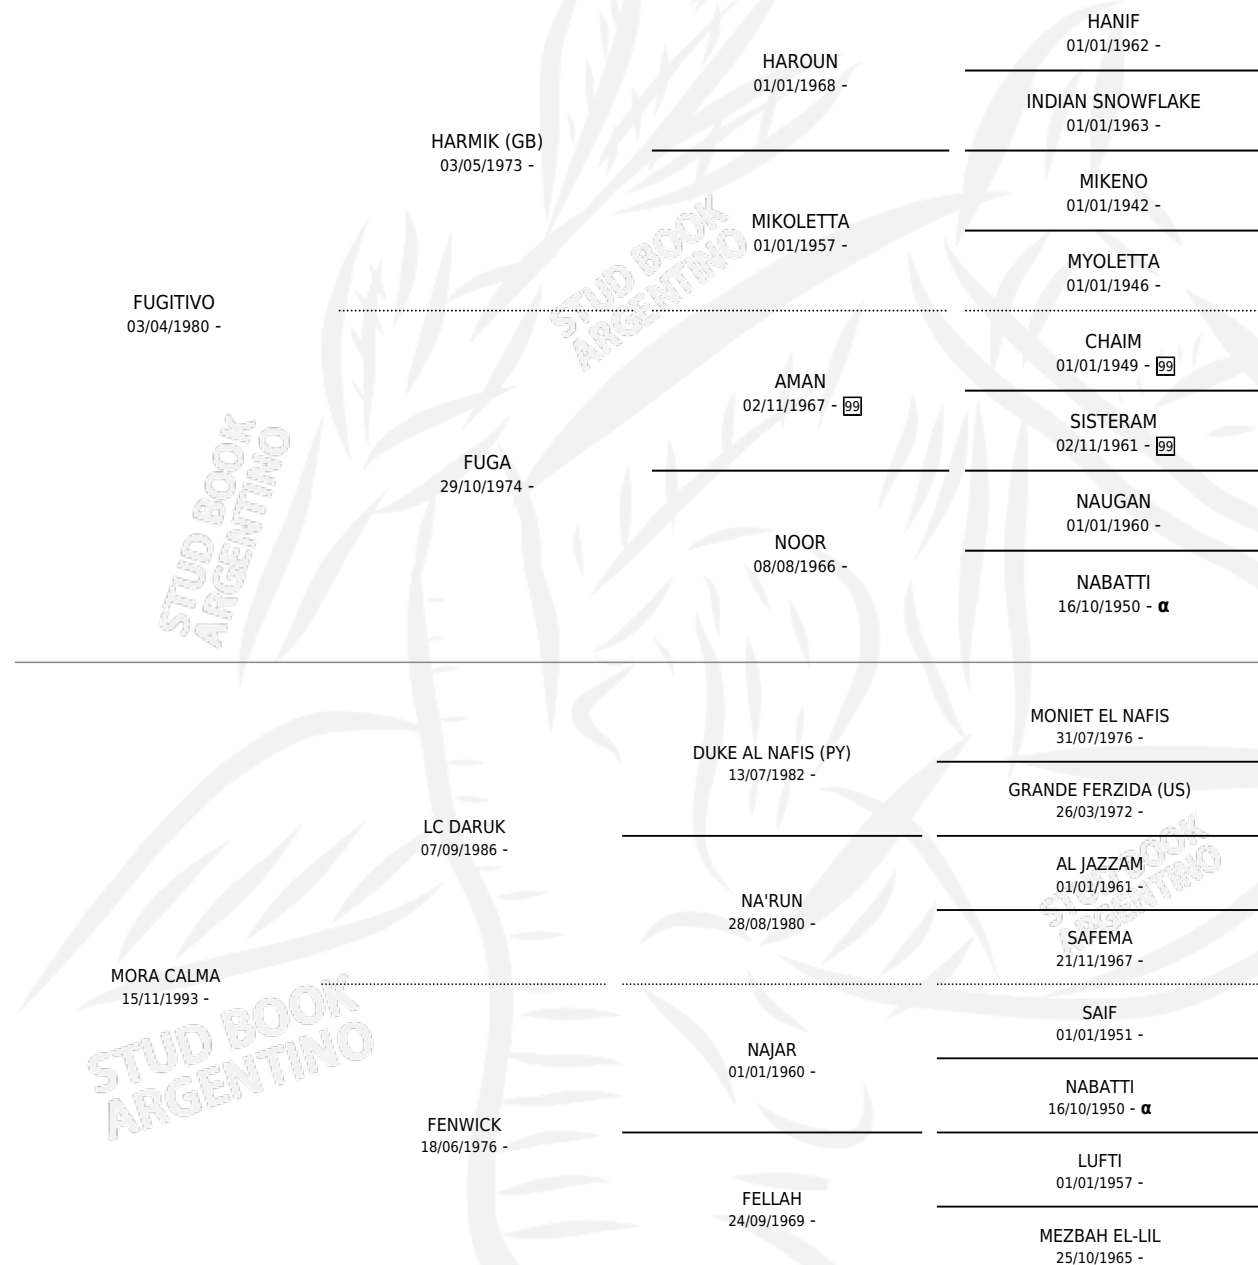 HANIF
01/01/1962 -
HAROUN
01/01/1968 -
INDIAN SNOWFLAKE
01/01/1963 -
HARMIK (GB)
03/05/1973 -
MIKENO
01/01/1942 -
MIKOLETTA
01/01/1957 -
MYOLETTA
01/01/1946 -
FUGITIVO
03/04/1980 -
CHAIM
01/01/1949 - 99
AMAN
02/11/1967 - 99
SISTERAM
02/11/1961 - 99
FUGA
29/10/1974 -
NAUGAN
01/01/1960 -
NOOR
08/08/1966 -
NABATTI
16/10/1950 - α
MONIET EL NAFIS
31/07/1976 -
DUKE AL NAFIS (PY)
13/07/1982 -
GRANDE FERZIDA (US)
26/03/1972 -
LC DARUK
07/09/1986 -
AL JAZZAM
01/01/1961 -
NA'RUN
28/08/1980 -
SAFEMA
21/11/1967 -
MORA CALMA
15/11/1993 -
SAIF
01/01/1951 -
NAJAR
01/01/1960 -
NABATTI
16/10/1950 - α
FENWICK
18/06/1976 -
LUFTI
01/01/1957 -
FELLAH
24/09/1969 -
MEZBAH EL-LIL
25/10/1965 -
STUD BOOK
ARGENTINO
STUD BOOK
ARGENTINO
STUD BOOK
ARGENTINO
STUD BOOK
ARGENTINO